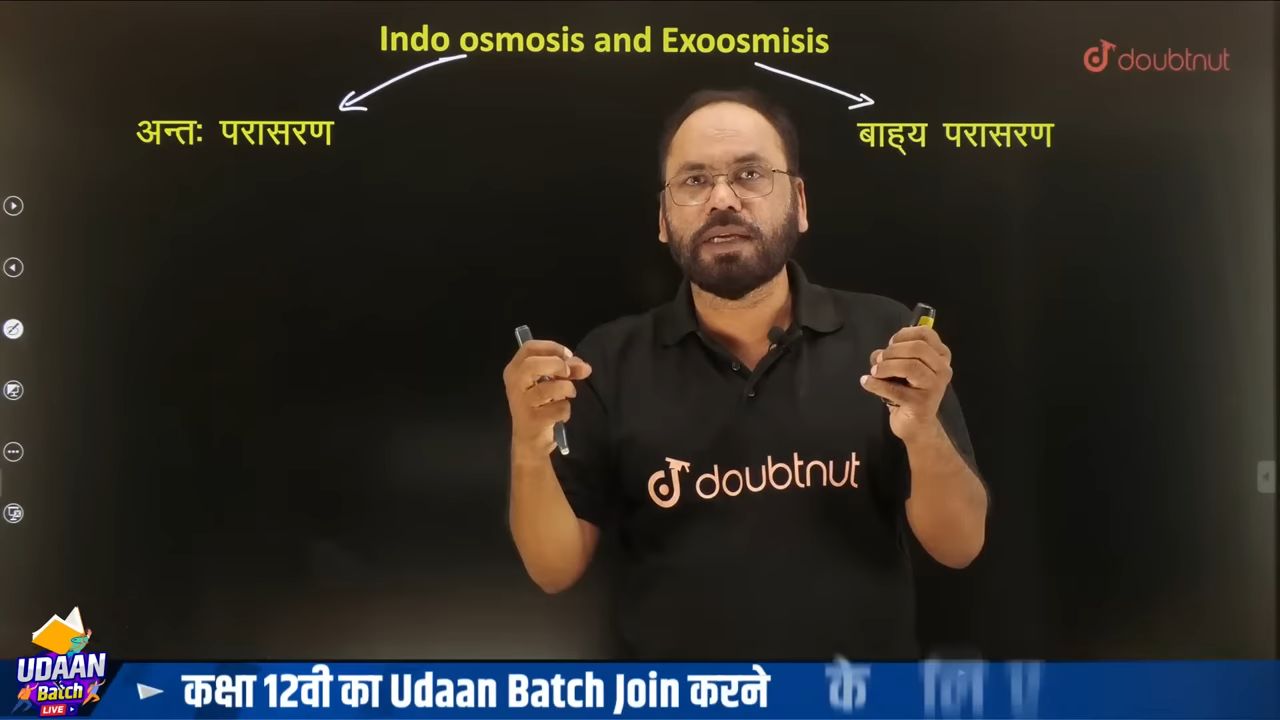 Indo osmosis and Exoosmisis
doubtnut
अन्तः परासरण
बाह्य परासरण
doubtnut
UDAAN
Batch
LIVE
कक्षा 12वी का Udaan Batch Join करने के लिए